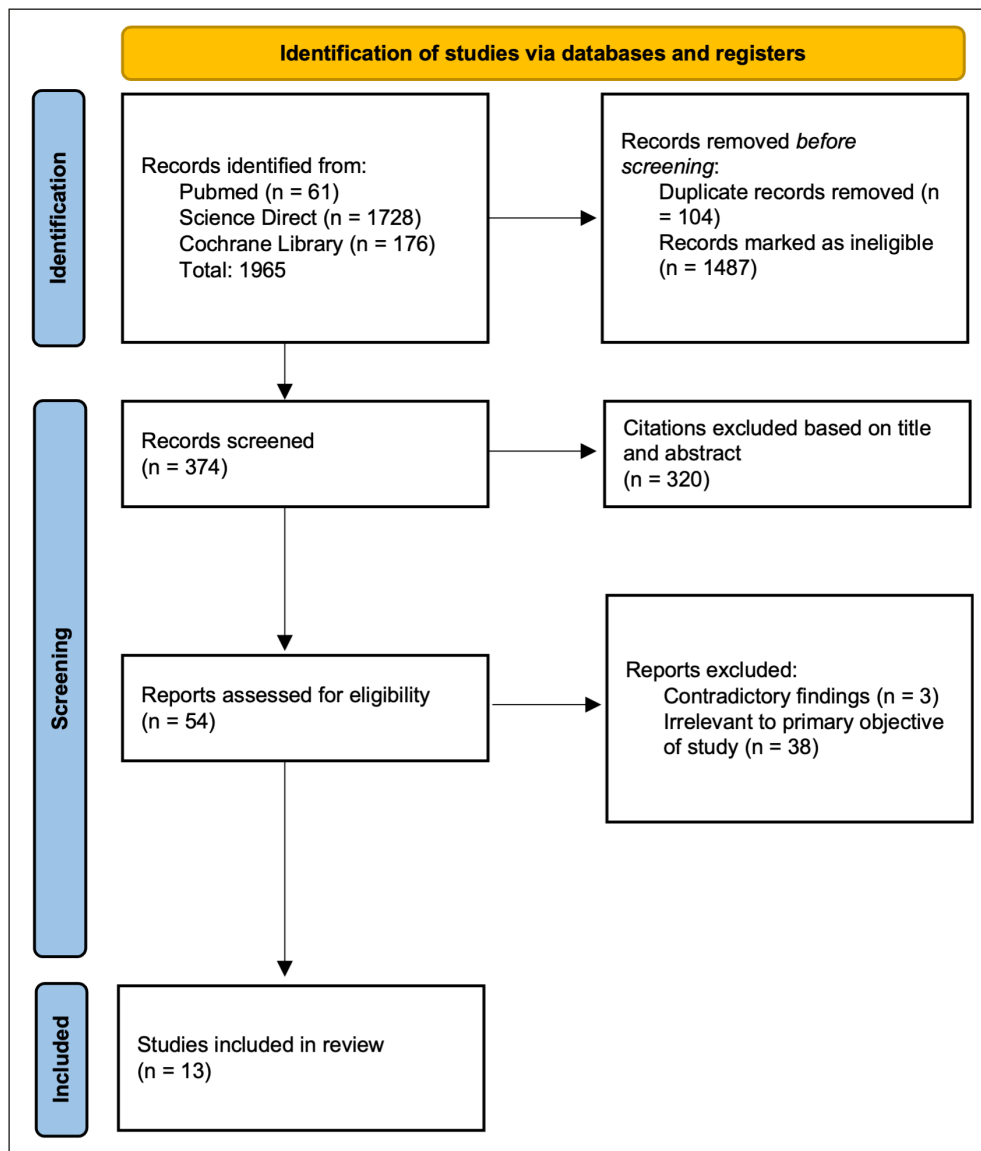 Identification of studies via databases and registers
Identification
Records identified from:
Pubmed (n = 61)
Science Direct (n = 1728)
Cochrane Library (n = 176)
Total: 1965
Records removed before
screening:
Duplicate records removed (n
= 104)
Records marked as ineligible
(n = 1487)
Screening
Records screened
(n = 374)
Citations excluded based on title
and abstract
(n = 320)
Reports assessed for eligibility
(n = 54)
Reports excluded:
Contradictory findings (n = 3)
Irrelevant to primary objective
of study (n = 38)
Included
Studies included in review
(n = 13)